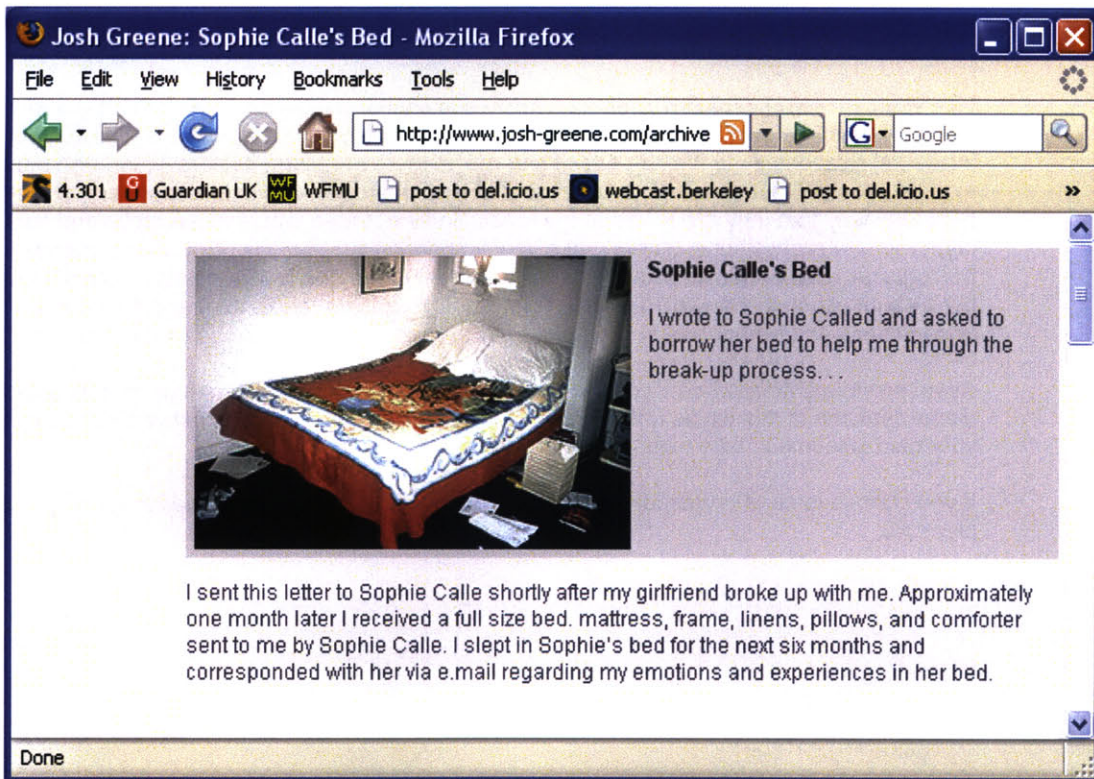 Josh Greene: Sophie Calle's Bed - Mozilla Firefox
File Edit View History Bookmarks Tools Help
http://www.josh-greene.com/archive G Google
4.301 GU Guardian UK WFMU WFMU post to del.icio.us webcast.berkeley post to del.icio.us »
Sophie Calle's Bed
I wrote to Sophie Called and asked to
borrow her bed to help me through the
break-up process. . .
I sent this letter to Sophie Calle shortly after my girlfriend broke up with me. Approximately
one month later I received a full size bed. mattress, frame, linens, pillows, and comforter
sent to me by Sophie Calle. I slept in Sophie's bed for the next six months and
corresponded with her via e.mail regarding my emotions and experiences in her bed.
Done